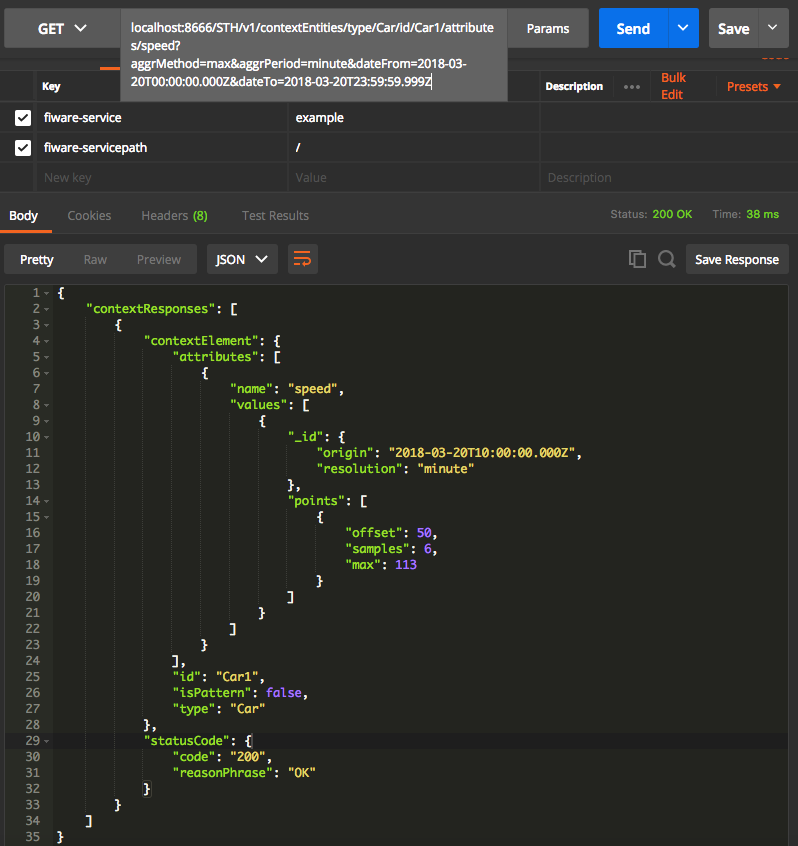 GET
localhost:8666/STH/v1/contextEntities/type/Car/id/Car1/attribute
s/speed?
aggrMethod=max&aggrPeriod=minute&dateFrom=2018-03-
20T00:00:00.000Z&dateTo=2018-03-20T23:59:59.999Z
Params
Send
Save
Key
Description
Bulk Edit
Presets
fiware-service example
fiware-servicepath /
New key Value Description
Body Cookies Headers (8) Test Results Status: 200 OK Time: 38 ms
Pretty Raw Preview JSON Save Response
1 {
2 "contextResponses": [
3 {
4 "contextElement": {
5 "attributes": [
6 {
7 "name": "speed",
8 "values": [
9 {
10 "_id": {
11 "origin": "2018-03-20T10:00:00.000Z",
12 "resolution": "minute"
13 },
14 "points": [
15 {
16 "offset": 50,
17 "samples": 6,
18 "max": 113
19 }
20 ]
21 }
22 ]
23 }
24 ],
25 "id": "Car1",
26 "isPattern": false,
27 "type": "Car"
28 },
29 "statusCode": {
30 "code": "200",
31 "reasonPhrase": "OK"
32 }
33 }
34 ]
35 }